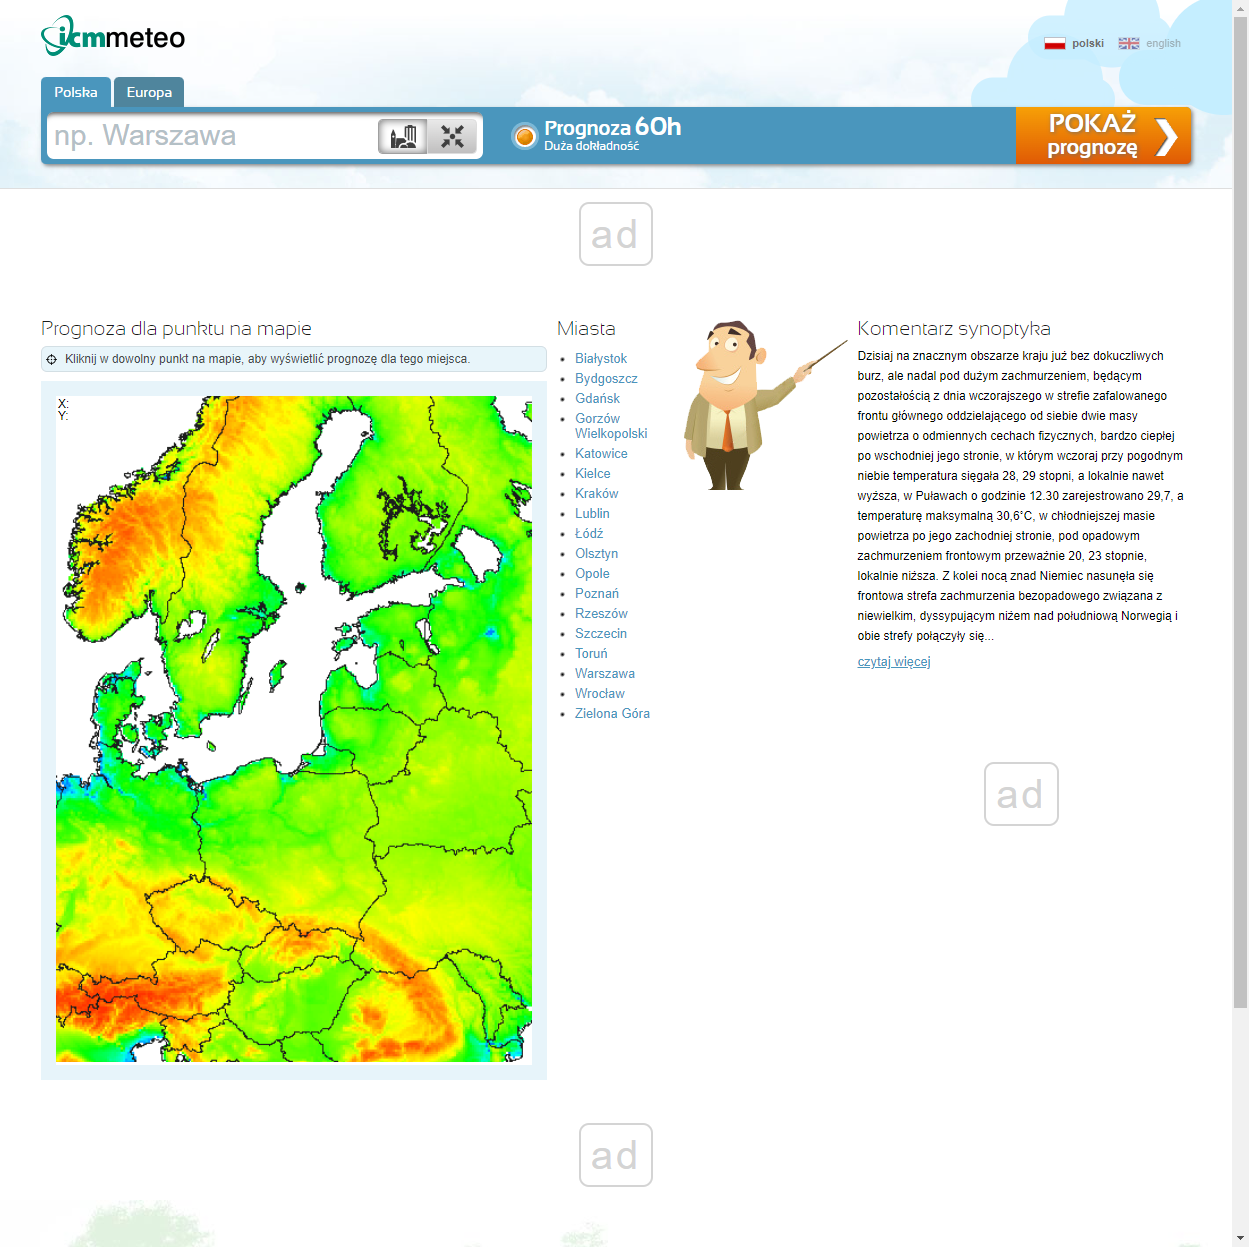 icmmeteo
polski
english
Polska
Europa
np. Warszawa
Prognoza 60h
Duża dokładność
POKAŻ
prognozę
ad
Prognoza dla punktu na mapie
Kliknij w dowolny punkt na mapie, aby wyświetlić prognozę dla tego miejsca.
X:
Y:
Miasta
Białystok
Bydgoszcz
Gdańsk
Gorzów
Wielkopolski
Katowice
Kielce
Kraków
Lublin
Łódź
Olsztyn
Opole
Poznań
Rzeszów
Szczecin
Toruń
Warszawa
Wrocław
Zielona Góra
Komentarz synoptyka
Dzisiaj na znacznym obszarze kraju już bez dokuczliwych
burz, ale nadal pod dużym zachmurzeniem, będącym
pozostałością z dnia wczorajszego w strefie zafalowanego
frontu głównego oddzielającego od siebie dwie masy
powietrza o odmiennych cechach fizycznych, bardzo ciepłej
po wschodniej jego stronie, w którym wczoraj przy pogodnym
niebie temperatura sięgała 28, 29 stopni, a lokalnie nawet
wyższa, w Puławach o godzinie 12.30 zarejestrowano 29,7, a
temperaturę maksymalną 30,6˚C, w chłodniejszej masie
powietrza po jego zachodniej stronie, pod opadowym
zachmurzeniem frontowym przeważnie 20, 23 stopnie,
lokalnie niższa. Z kolei nocą znad Niemiec nasunęła się
frontowa strefa zachmurzenia bezopadowego związana z
niewielkim, dyssypującym niżem nad południową Norwegią i
obie strefy połączyły się...
czytaj więcej
ad
ad